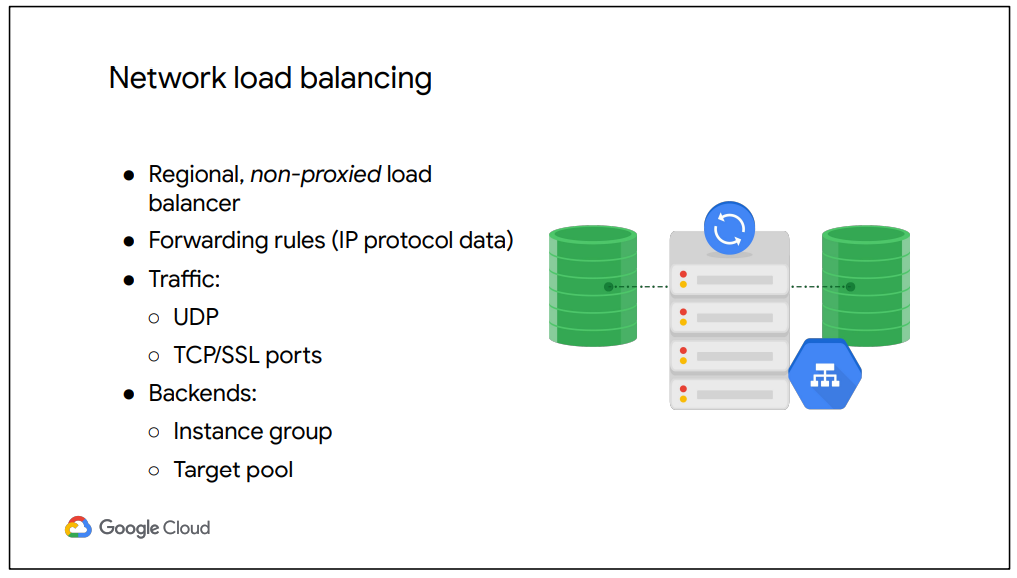 Network load balancing
● Regional, non-proxied load
balancer
● Forwarding rules (IP protocol data)
● Traffic:
○ UDP
○ TCP/SSL ports
● Backends:
○ Instance group
○ Target pool
Google Cloud